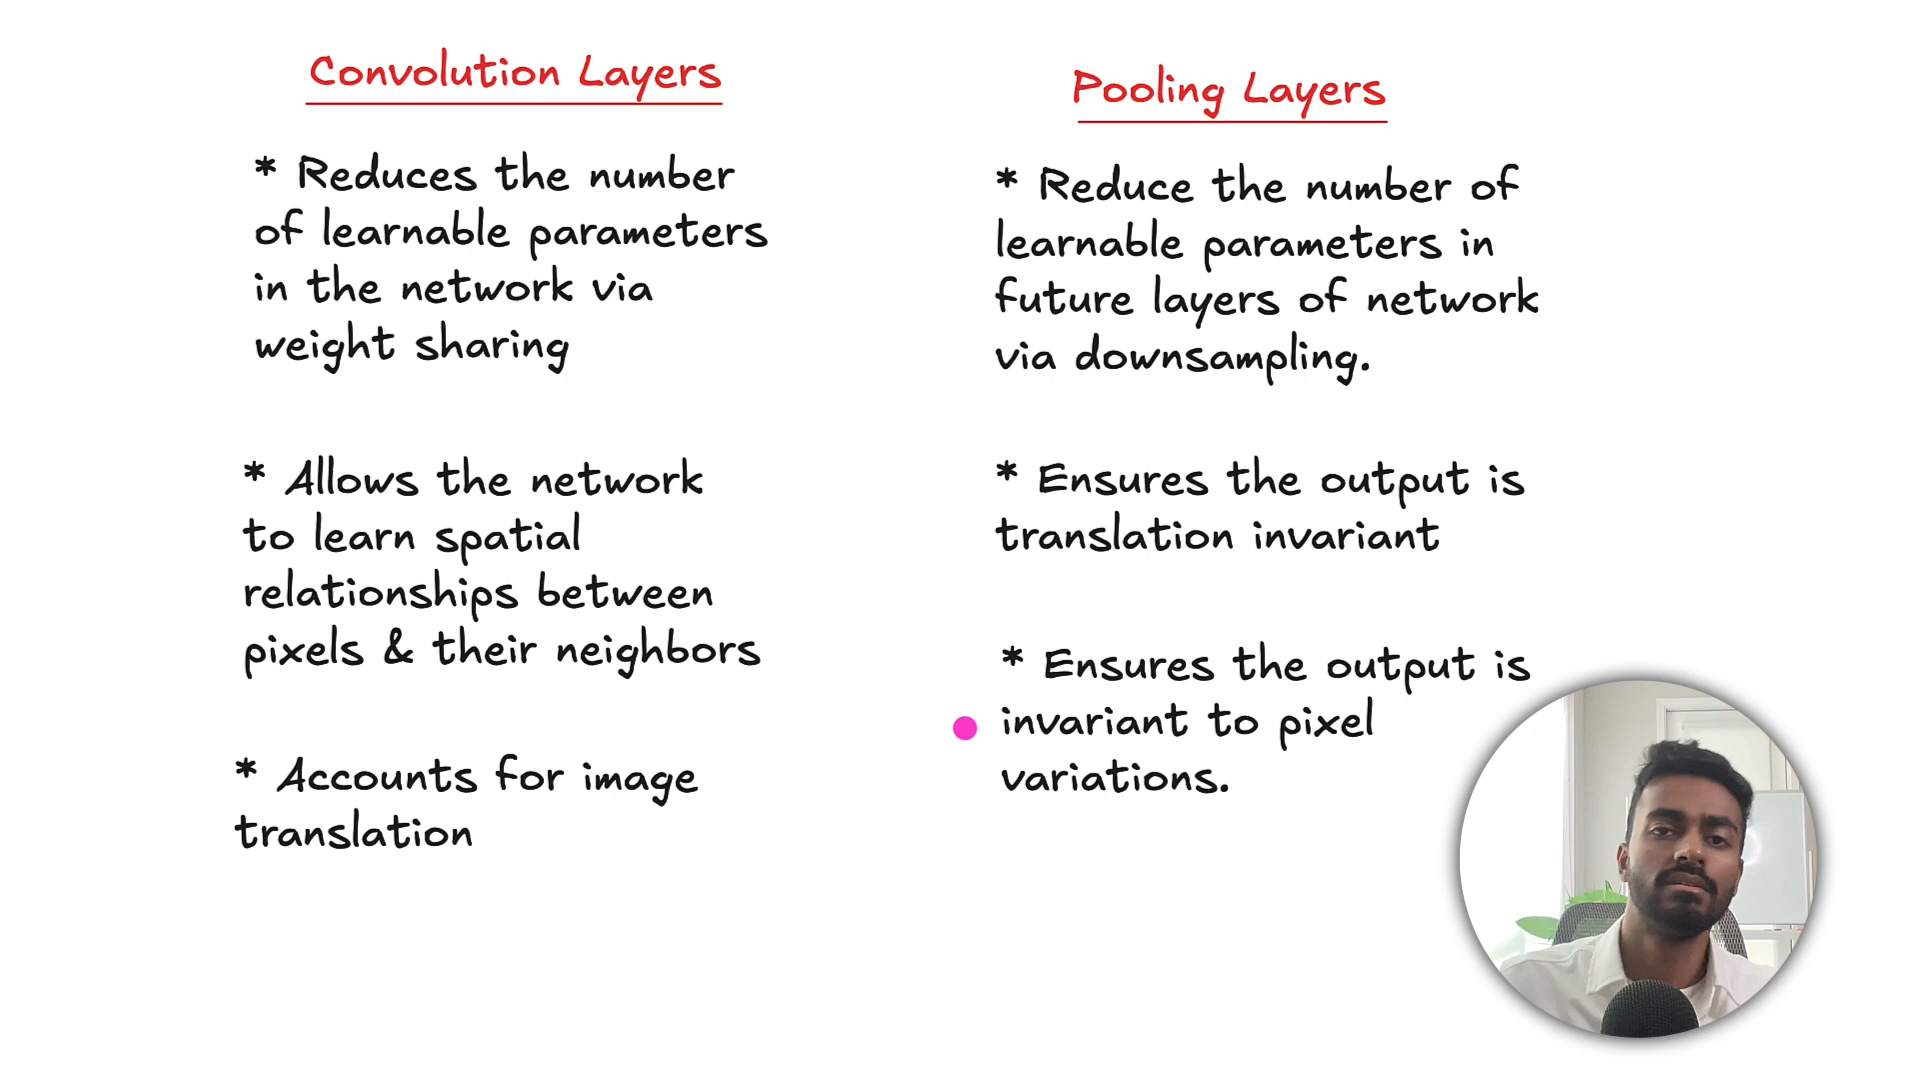 Convolution Layers
* Reduces the number
of learnable parameters
in the network via
weight sharing
* Allows the network
to learn spatial
relationships between
pixels & their neighbors
* Accounts for image
translation
Pooling Layers
* Reduce the number of
learnable parameters in
future layers of network
via downsampling.
* Ensures the output is
translation invariant
* Ensures the output is
invariant to pixel
variations.